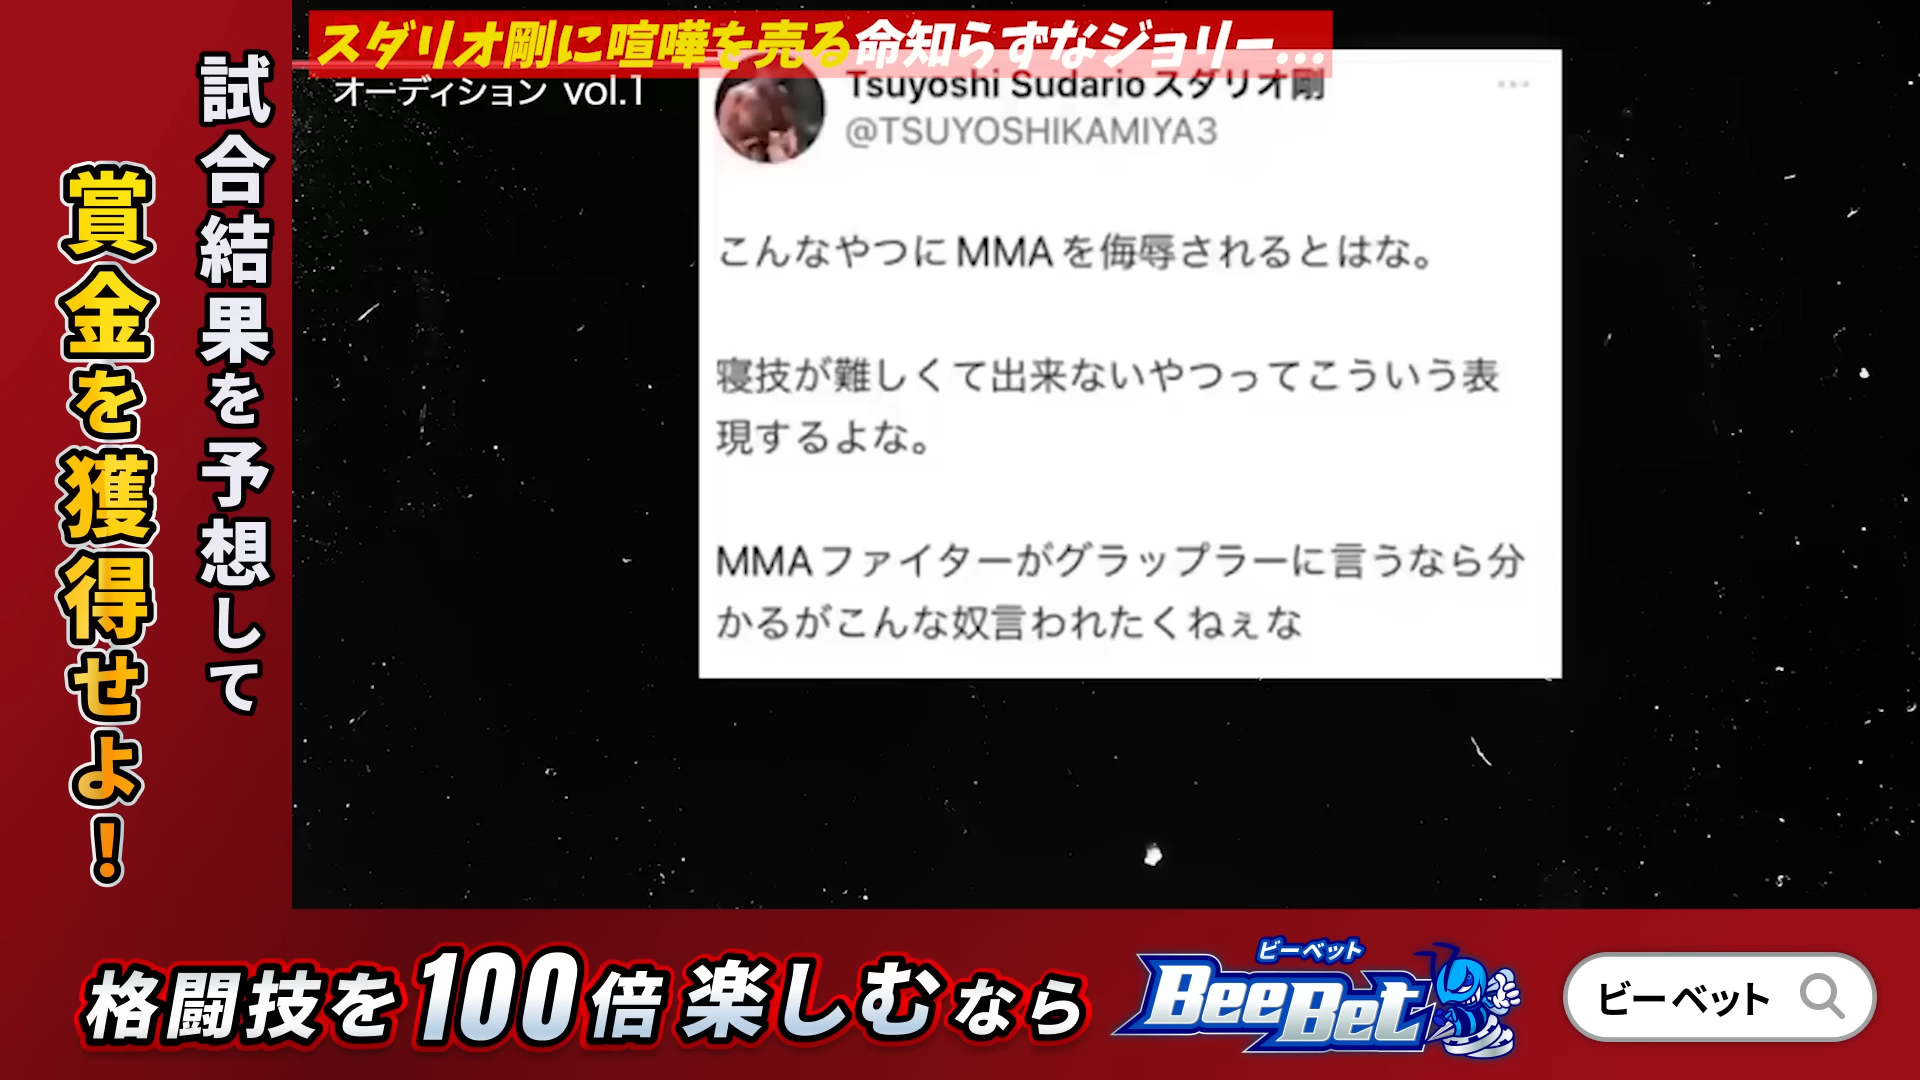 スダリオ剛に喧嘩を売る命知らずなジョリー…
オーディション vol.1
Tsuyoshi Sudarioスダリオ剛
@TSUYOSHIKAMIYA3
こんなやつにMMAを侮辱されるとはな。
寝技が難しくて出来ないやつってこういう表
現するよな。
MMAファイターがグラップラーに言うなら分
かるがこんな奴言われたくねぇな
試合結果を予想して
賞金を獲得せよ！
格闘技を100倍楽しむなら
ビーベット
BeeBet
ビーベット